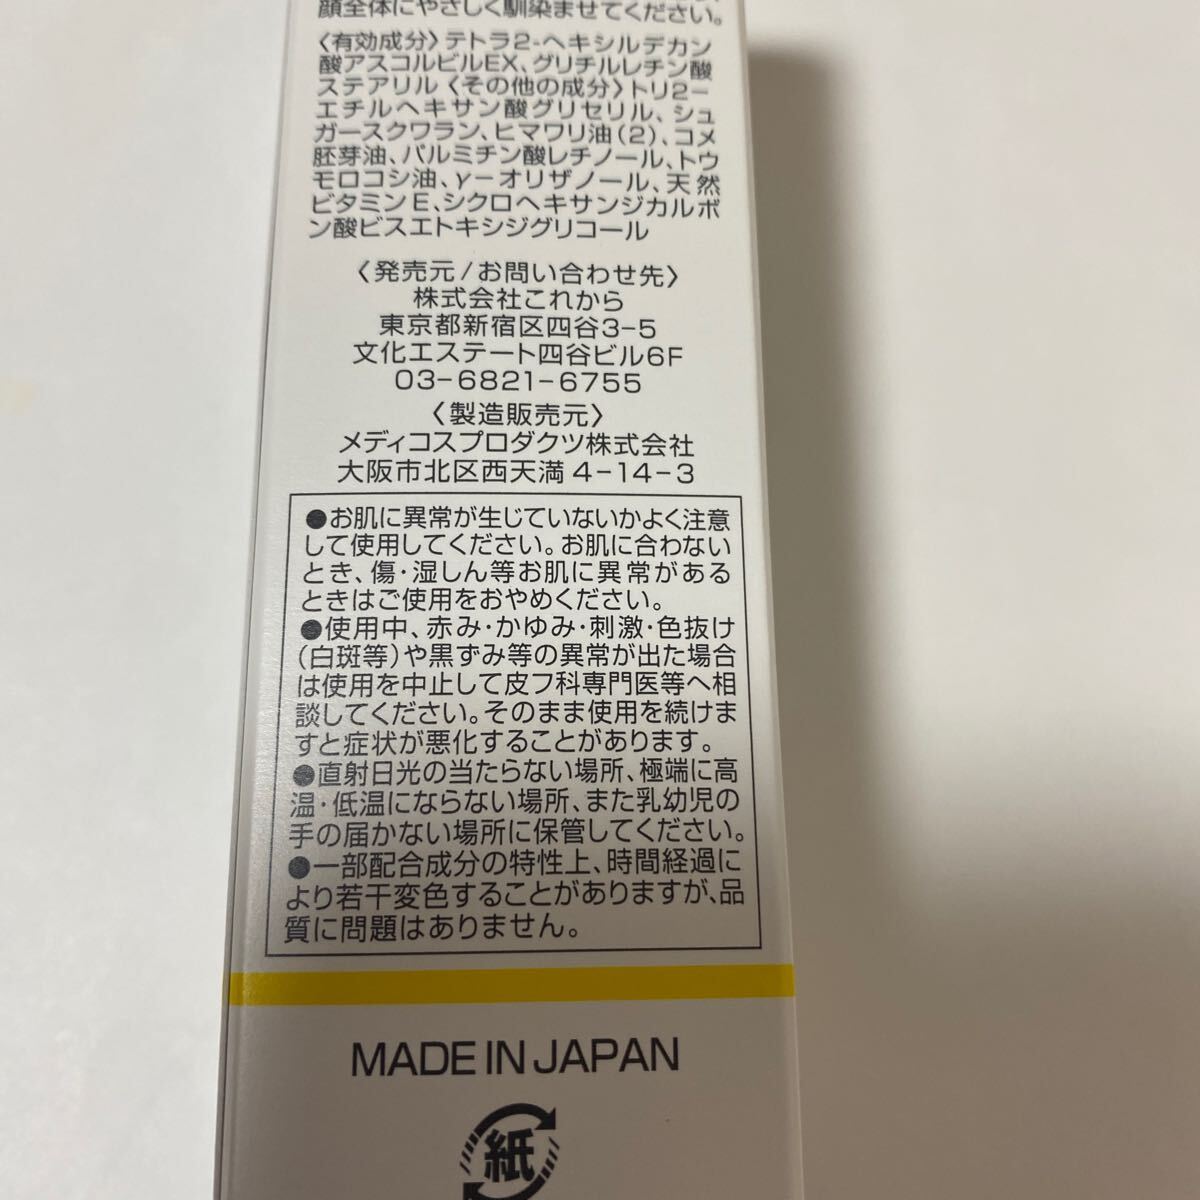 顔全体にやさしく馴染ませてください。
〈有効成分〉テトラ2-ヘキシルデカン
酸アスコルビルEX、グリチルレチン酸
ステアリル〈その他の成分〉トリ2-
エチルヘキサン酸グリセリル、シュ
ガースクワラン、ヒマワリ油(2)、コメ
胚芽油、パルミチン酸レチノール、トウ
モロコシ油、γ-オリザノール、天然
ビタミンE、シクロヘキサンジカルボ
ン酸ビスエトキシジグリコール
〈発売元/お問い合わせ先〉
株式会社これから
東京都新宿区四谷3-5
文化エステート四谷ビル6F
03-6821-6755
〈製造販売元〉
メディコスプロダクツ株式会社
大阪市北区西天満4-14-3
●お肌に異常が生じていないかよく注意
して使用してください。お肌に合わない
とき、傷・湿しん等お肌に異常がある
ときはご使用をおやめください。
●使用中、赤み・かゆみ・刺激・色抜け
(白斑等)や黒ずみ等の異常が出た場合
は使用を中止して皮フ科専門医等へ相
談してください。そのまま使用を続けま
すと症状が悪化することがあります。
●直射日光の当たらない場所、極端に高
温・低温にならない場所、また乳幼児の
手の届かない場所に保管してください。
●一部配合成分の特性上、時間経過に
より若干変色することがありますが、品
質に問題はありません。
MADE IN JAPAN
紙